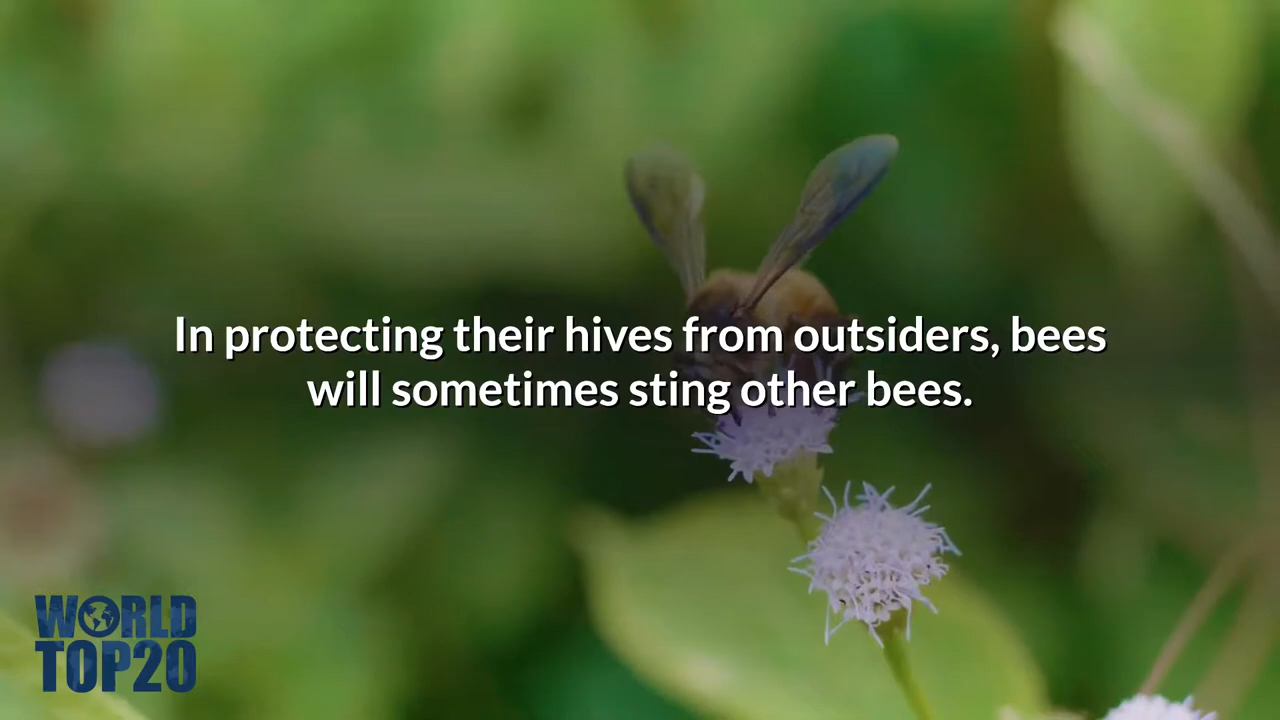 In protecting their hives from outsiders, bees
will sometimes sting other bees.
WORLD
TOP20